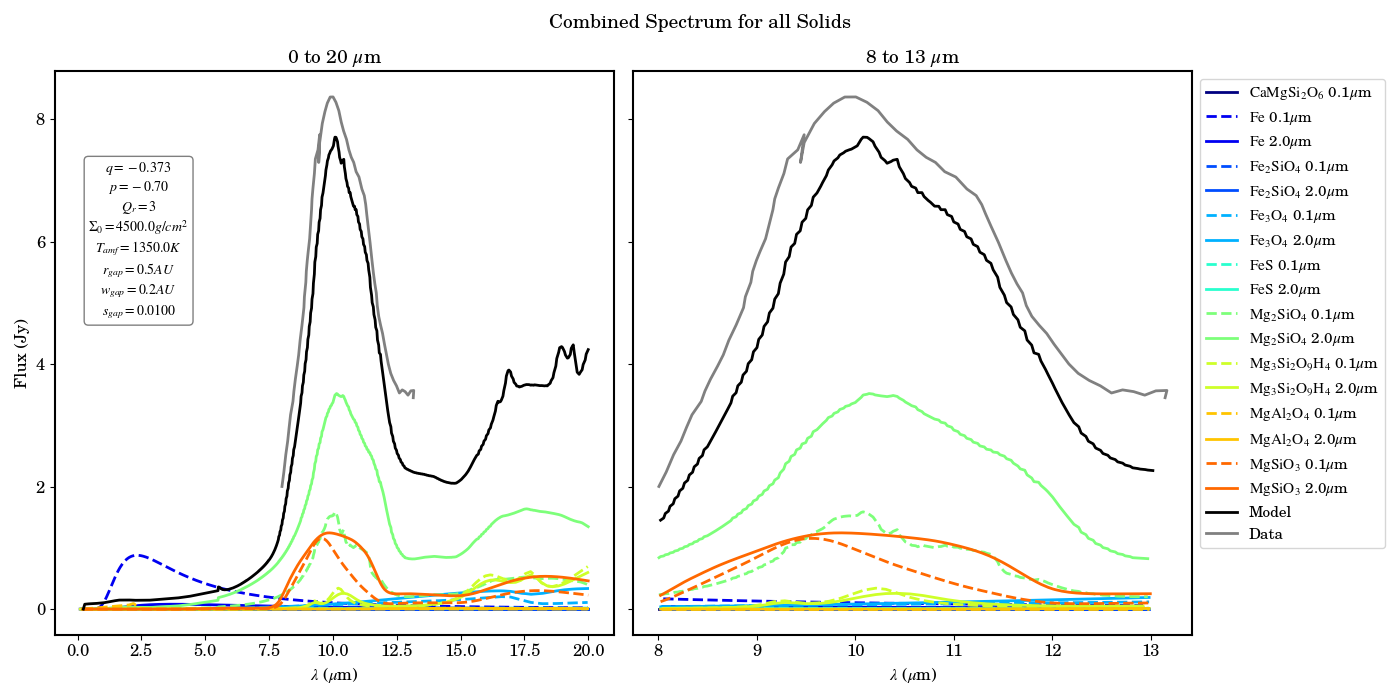 Combined Spectrum for all Solids
0 to 20 μm
8 to 13 μm
Flux (Jy)
8
6
4
2
0
q = −0.373
p = −0.70
Qᵣ = 3
Σ₀ = 4500.0g/cm²
T_amf = 1350.0K
r_gap = 0.5AU
w_gap = 0.2AU
s_gap = 0.0100
0.0 2.5 5.0 7.5 10.0 12.5 15.0 17.5 20.0
λ (μm)
8 9 10 11 12 13
λ (μm)
CaMgSi₂O₆ 0.1μm
Fe 0.1μm
Fe 2.0μm
Fe₂SiO₄ 0.1μm
Fe₂SiO₄ 2.0μm
Fe₃O₄ 0.1μm
Fe₃O₄ 2.0μm
FeS 0.1μm
FeS 2.0μm
Mg₂SiO₄ 0.1μm
Mg₂SiO₄ 2.0μm
Mg₃Si₂O₉H₄ 0.1μm
Mg₃Si₂O₉H₄ 2.0μm
MgAl₂O₄ 0.1μm
MgAl₂O₄ 2.0μm
MgSiO₃ 0.1μm
MgSiO₃ 2.0μm
Model
Data